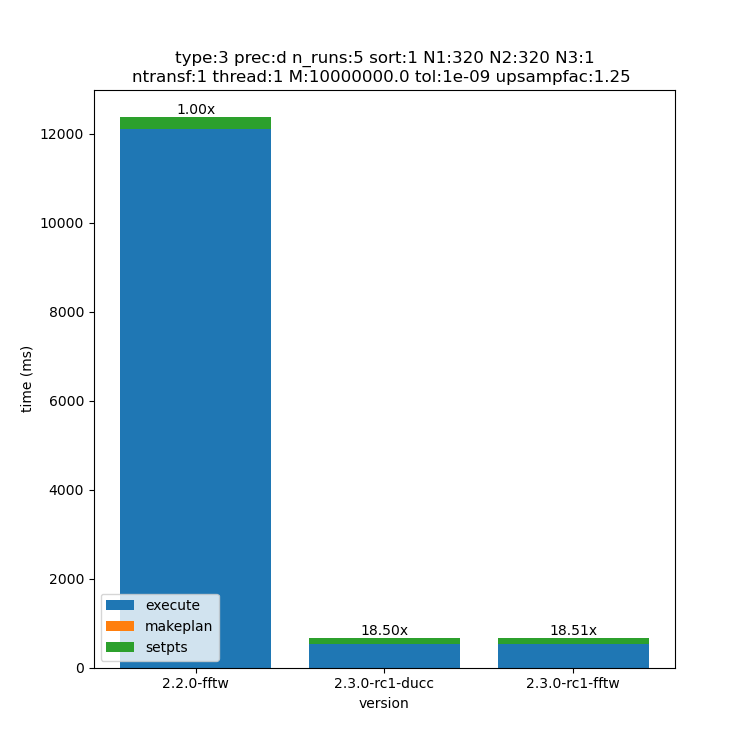 type:3 prec:d n_runs:5 sort:1 N1:320 N2:320 N3:1
ntransf:1 thread:1 M:10000000.0 tol:1e-09 upsampfac:1.25
1.00x
12000
10000
8000
6000
4000
2000
0
time (ms)
execute
makeplan
setpts
18.50x
18.51x
2.2.0-fftw
2.3.0-rc1-ducc
2.3.0-rc1-fftw
version